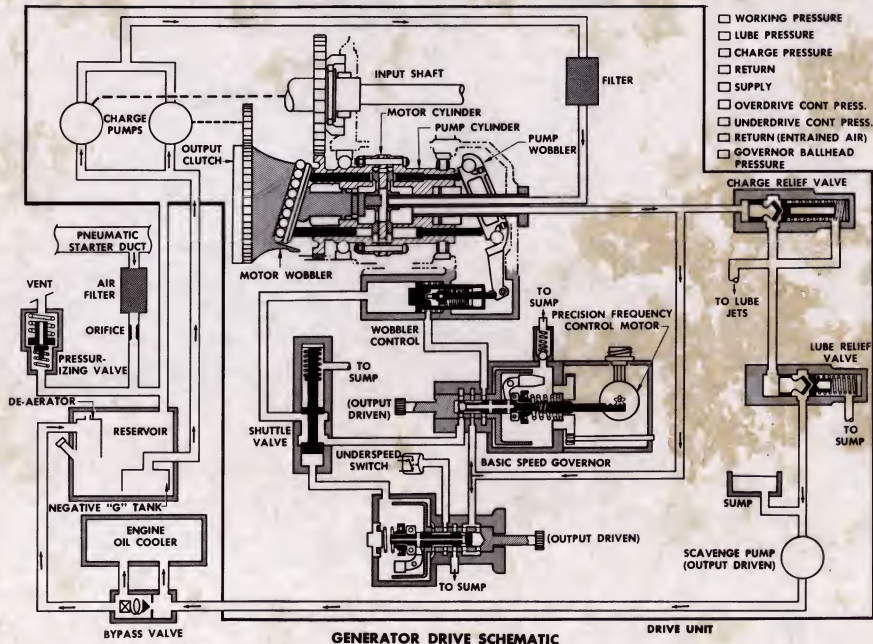 WORKING PRESSURE
LUBE PRESSURE
CHARGE PRESSURE
RETURN
SUPPLY
OVERDRIVE CONT PRESS.
UNDERDRIVE CONT PRESS.
RETURN (ENTRAINED AIR)
GOVERNOR BALLHEAD
PRESSURE
INPUT SHAFT
FILTER
MOTOR CYLINDER
PUMP CYLINDER
CHARGE
PUMPS
OUTPUT
CLUTCH
PUMP
WOBBLER
CHARGE RELIEF VALVE
PNEUMATIC
STARTER DUCT
MOTOR WOBBLER
VENT
AIR
FILTER
ORIFICE
PRESSUR-
IZING VALVE
TO
SUMP
PRECISION FREQUENCY
CONTROL MOTOR
WOBBLER
CONTROL
TO LUBE
JETS
LUBE RELIEF
VALVE
TO
SUMP
DE-AERATOR
RESERVOIR
(OUTPUT
DRIVEN)
SHUTTLE
VALVE
TO
SUMP
UNDERSPEED
SWITCH
BASIC SPEED GOVERNOR
NEGATIVE "G" TANK
SUMP
ENGINE
OIL COOLER
(OUTPUT DRIVEN)
SCAVENGE PUMP
(OUTPUT DRIVEN)
TO
SUMP
BYPASS VALVE
DRIVE UNIT
GENERATOR DRIVE SCHEMATIC